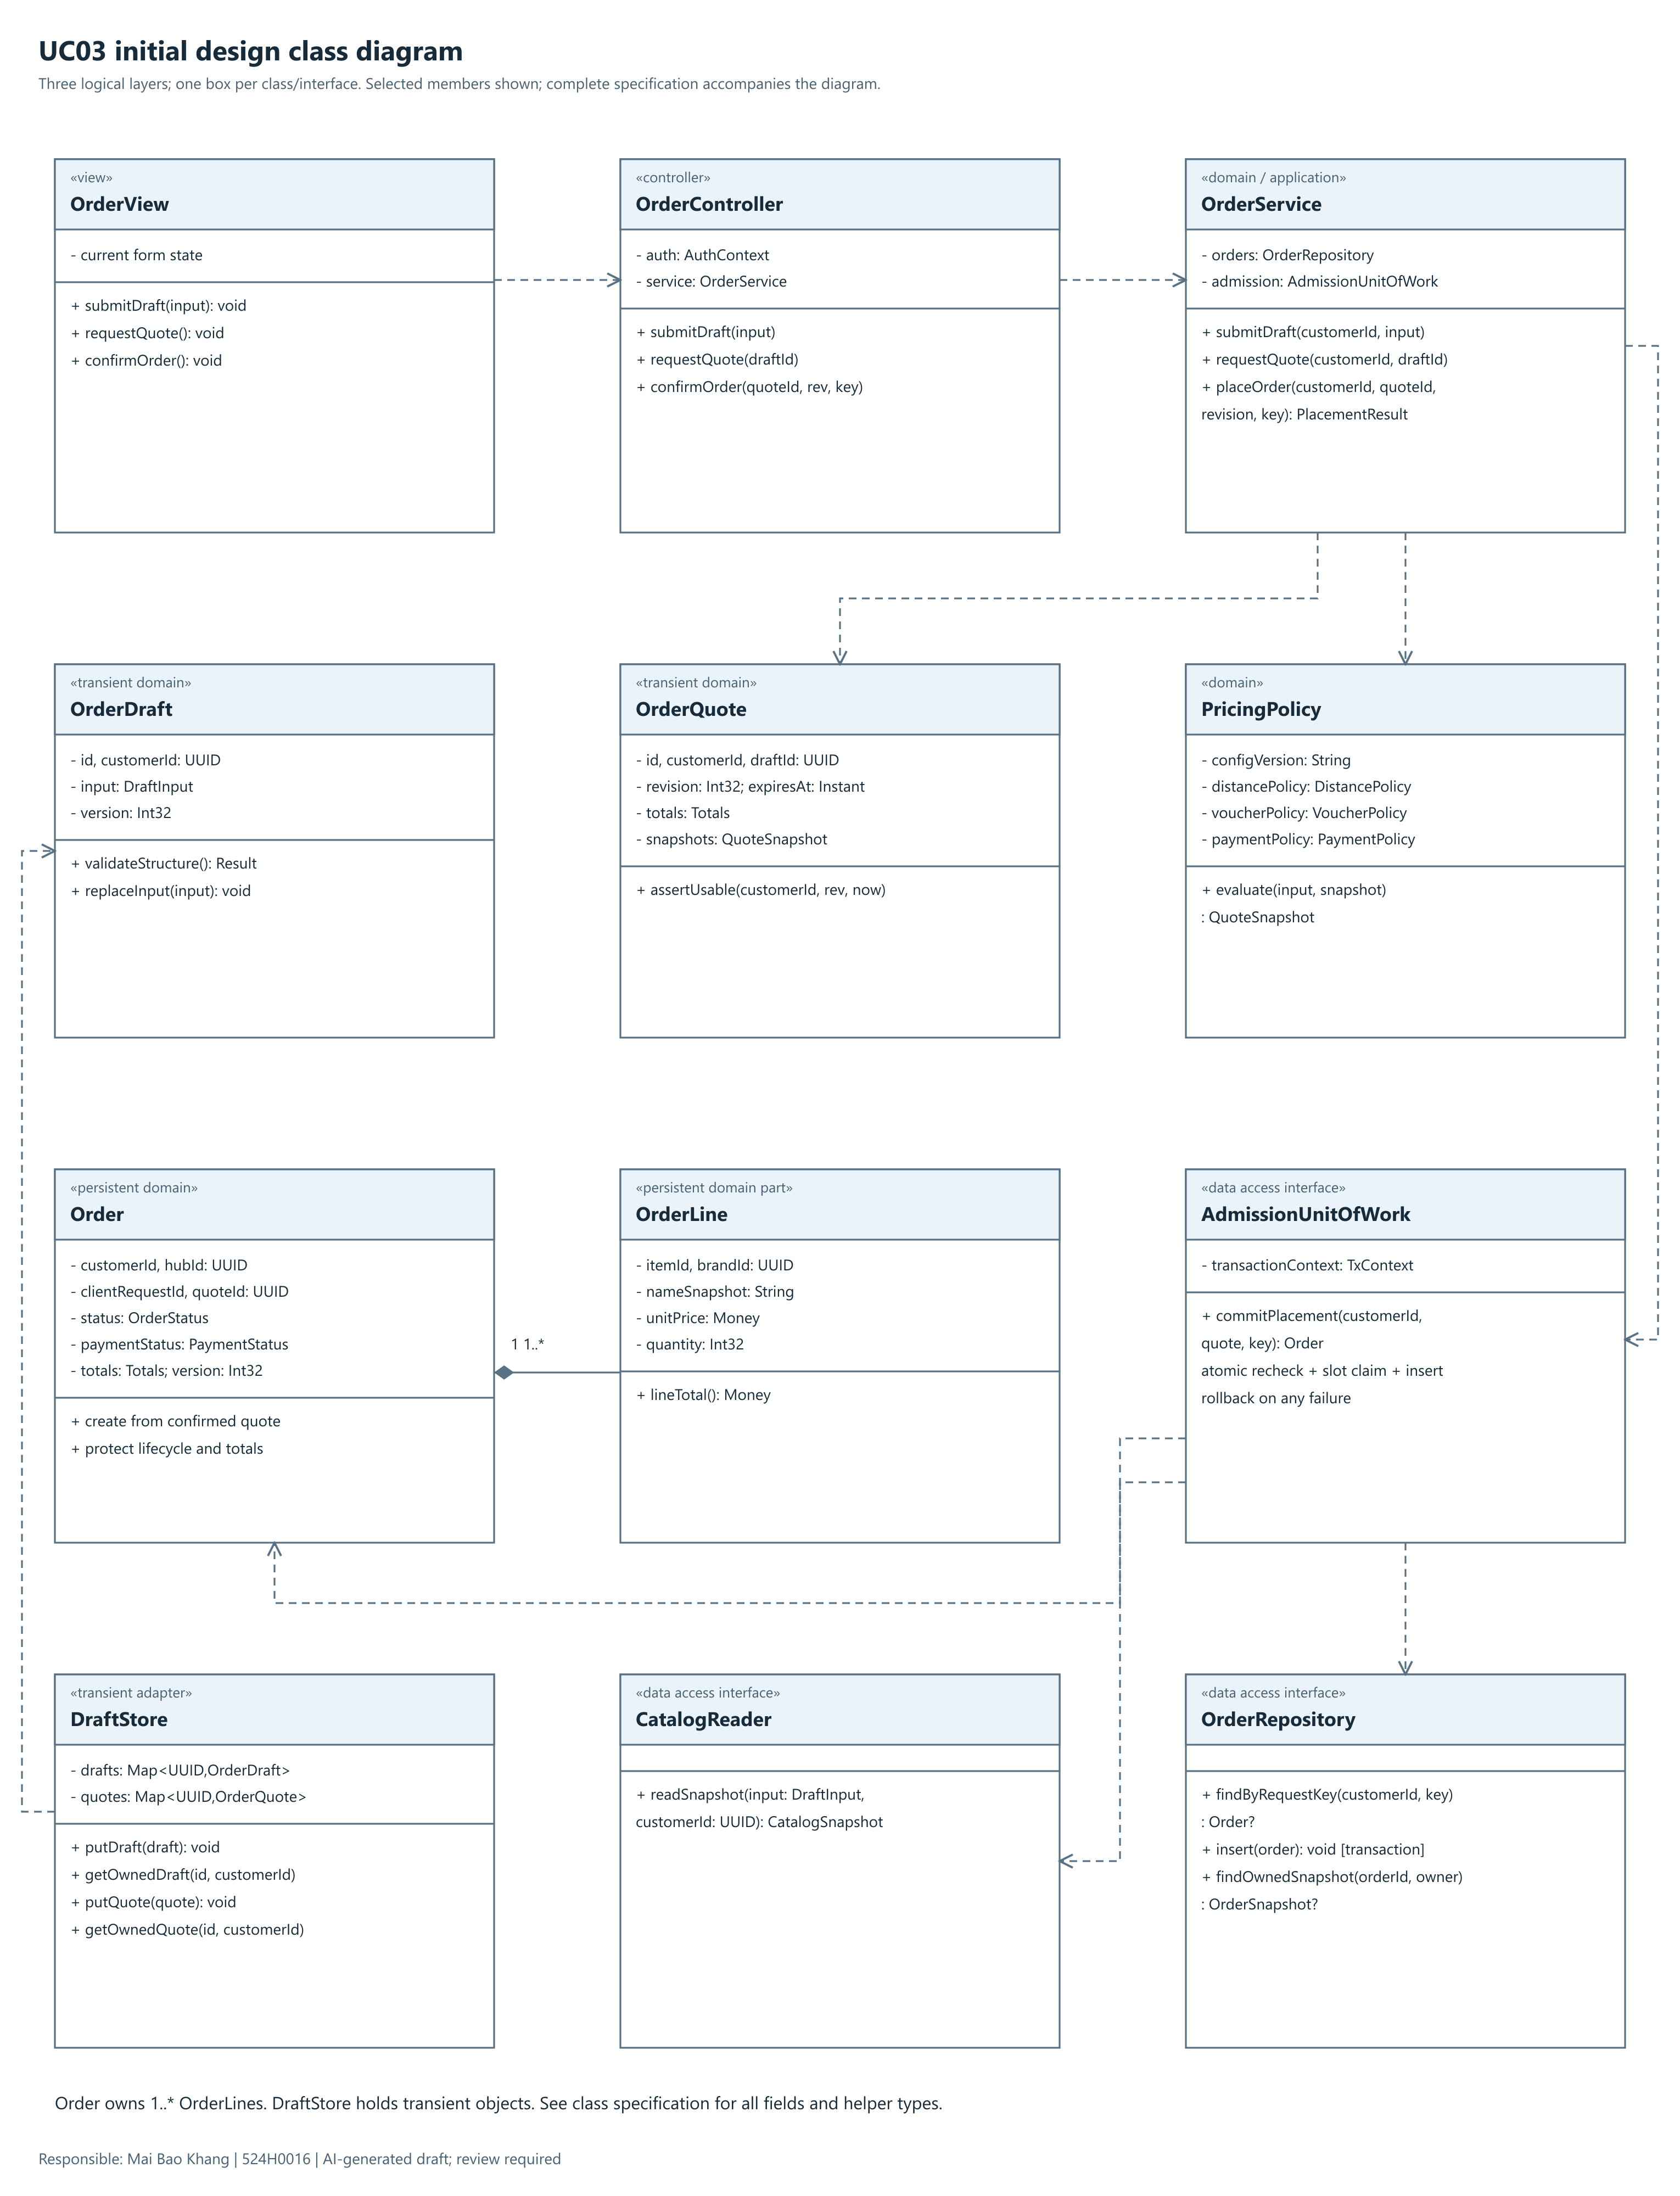 UC03 initial design class diagram
Three logical layers; one box per class/interface. Selected members shown; complete specification accompanies the diagram.
«view»
OrderView
- current form state
+ submitDraft(input): void
+ requestQuote(): void
+ confirmOrder(): void
«controller»
OrderController
- auth: AuthContext
- service: OrderService
+ submitDraft(input)
+ requestQuote(draftId)
+ confirmOrder(quoteId, rev, key)
«domain / application»
OrderService
- orders: OrderRepository
- admission: AdmissionUnitOfWork
+ submitDraft(customerId, input)
+ requestQuote(customerId, draftId)
+ placeOrder(customerId, quoteId,
revision, key): PlacementResult
«transient domain»
OrderDraft
- id, customerId: UUID
- input: DraftInput
- version: Int32
+ validateStructure(): Result
+ replaceInput(input): void
«transient domain»
OrderQuote
- id, customerId, draftId: UUID
- revision: Int32; expiresAt: Instant
- totals: Totals
- snapshots: QuoteSnapshot
+ assertUsable(customerId, rev, now)
«domain»
PricingPolicy
- configVersion: String
- distancePolicy: DistancePolicy
- voucherPolicy: VoucherPolicy
- paymentPolicy: PaymentPolicy
+ evaluate(input, snapshot)
: QuoteSnapshot
«persistent domain»
Order
- customerId, hubId: UUID
- clientRequestId, quoteId: UUID
- status: OrderStatus
- paymentStatus: PaymentStatus
- totals: Totals; version: Int32
+ create from confirmed quote
+ protect lifecycle and totals
1 1..*
«persistent domain part»
OrderLine
- itemId, brandId: UUID
- nameSnapshot: String
- unitPrice: Money
- quantity: Int32
+ lineTotal(): Money
«data access interface»
AdmissionUnitOfWork
- transactionContext: TxContext
+ commitPlacement(customerId,
quote, key): Order
atomic recheck + slot claim + insert
rollback on any failure
«transient adapter»
DraftStore
- drafts: Map<UUID,OrderDraft>
- quotes: Map<UUID,OrderQuote>
+ putDraft(draft): void
+ getOwnedDraft(id, customerId)
+ putQuote(quote): void
+ getOwnedQuote(id, customerId)
«data access interface»
CatalogReader
+ readSnapshot(input: DraftInput,
customerId: UUID): CatalogSnapshot
«data access interface»
OrderRepository
+ findByRequestKey(customerId, key)
: Order?
+ insert(order): void [transaction]
+ findOwnedSnapshot(orderId, owner)
: OrderSnapshot?
Order owns 1..* OrderLines. DraftStore holds transient objects. See class specification for all fields and helper types.
Responsible: Mai Bao Khang | 524H0016 | AI-generated draft; review required